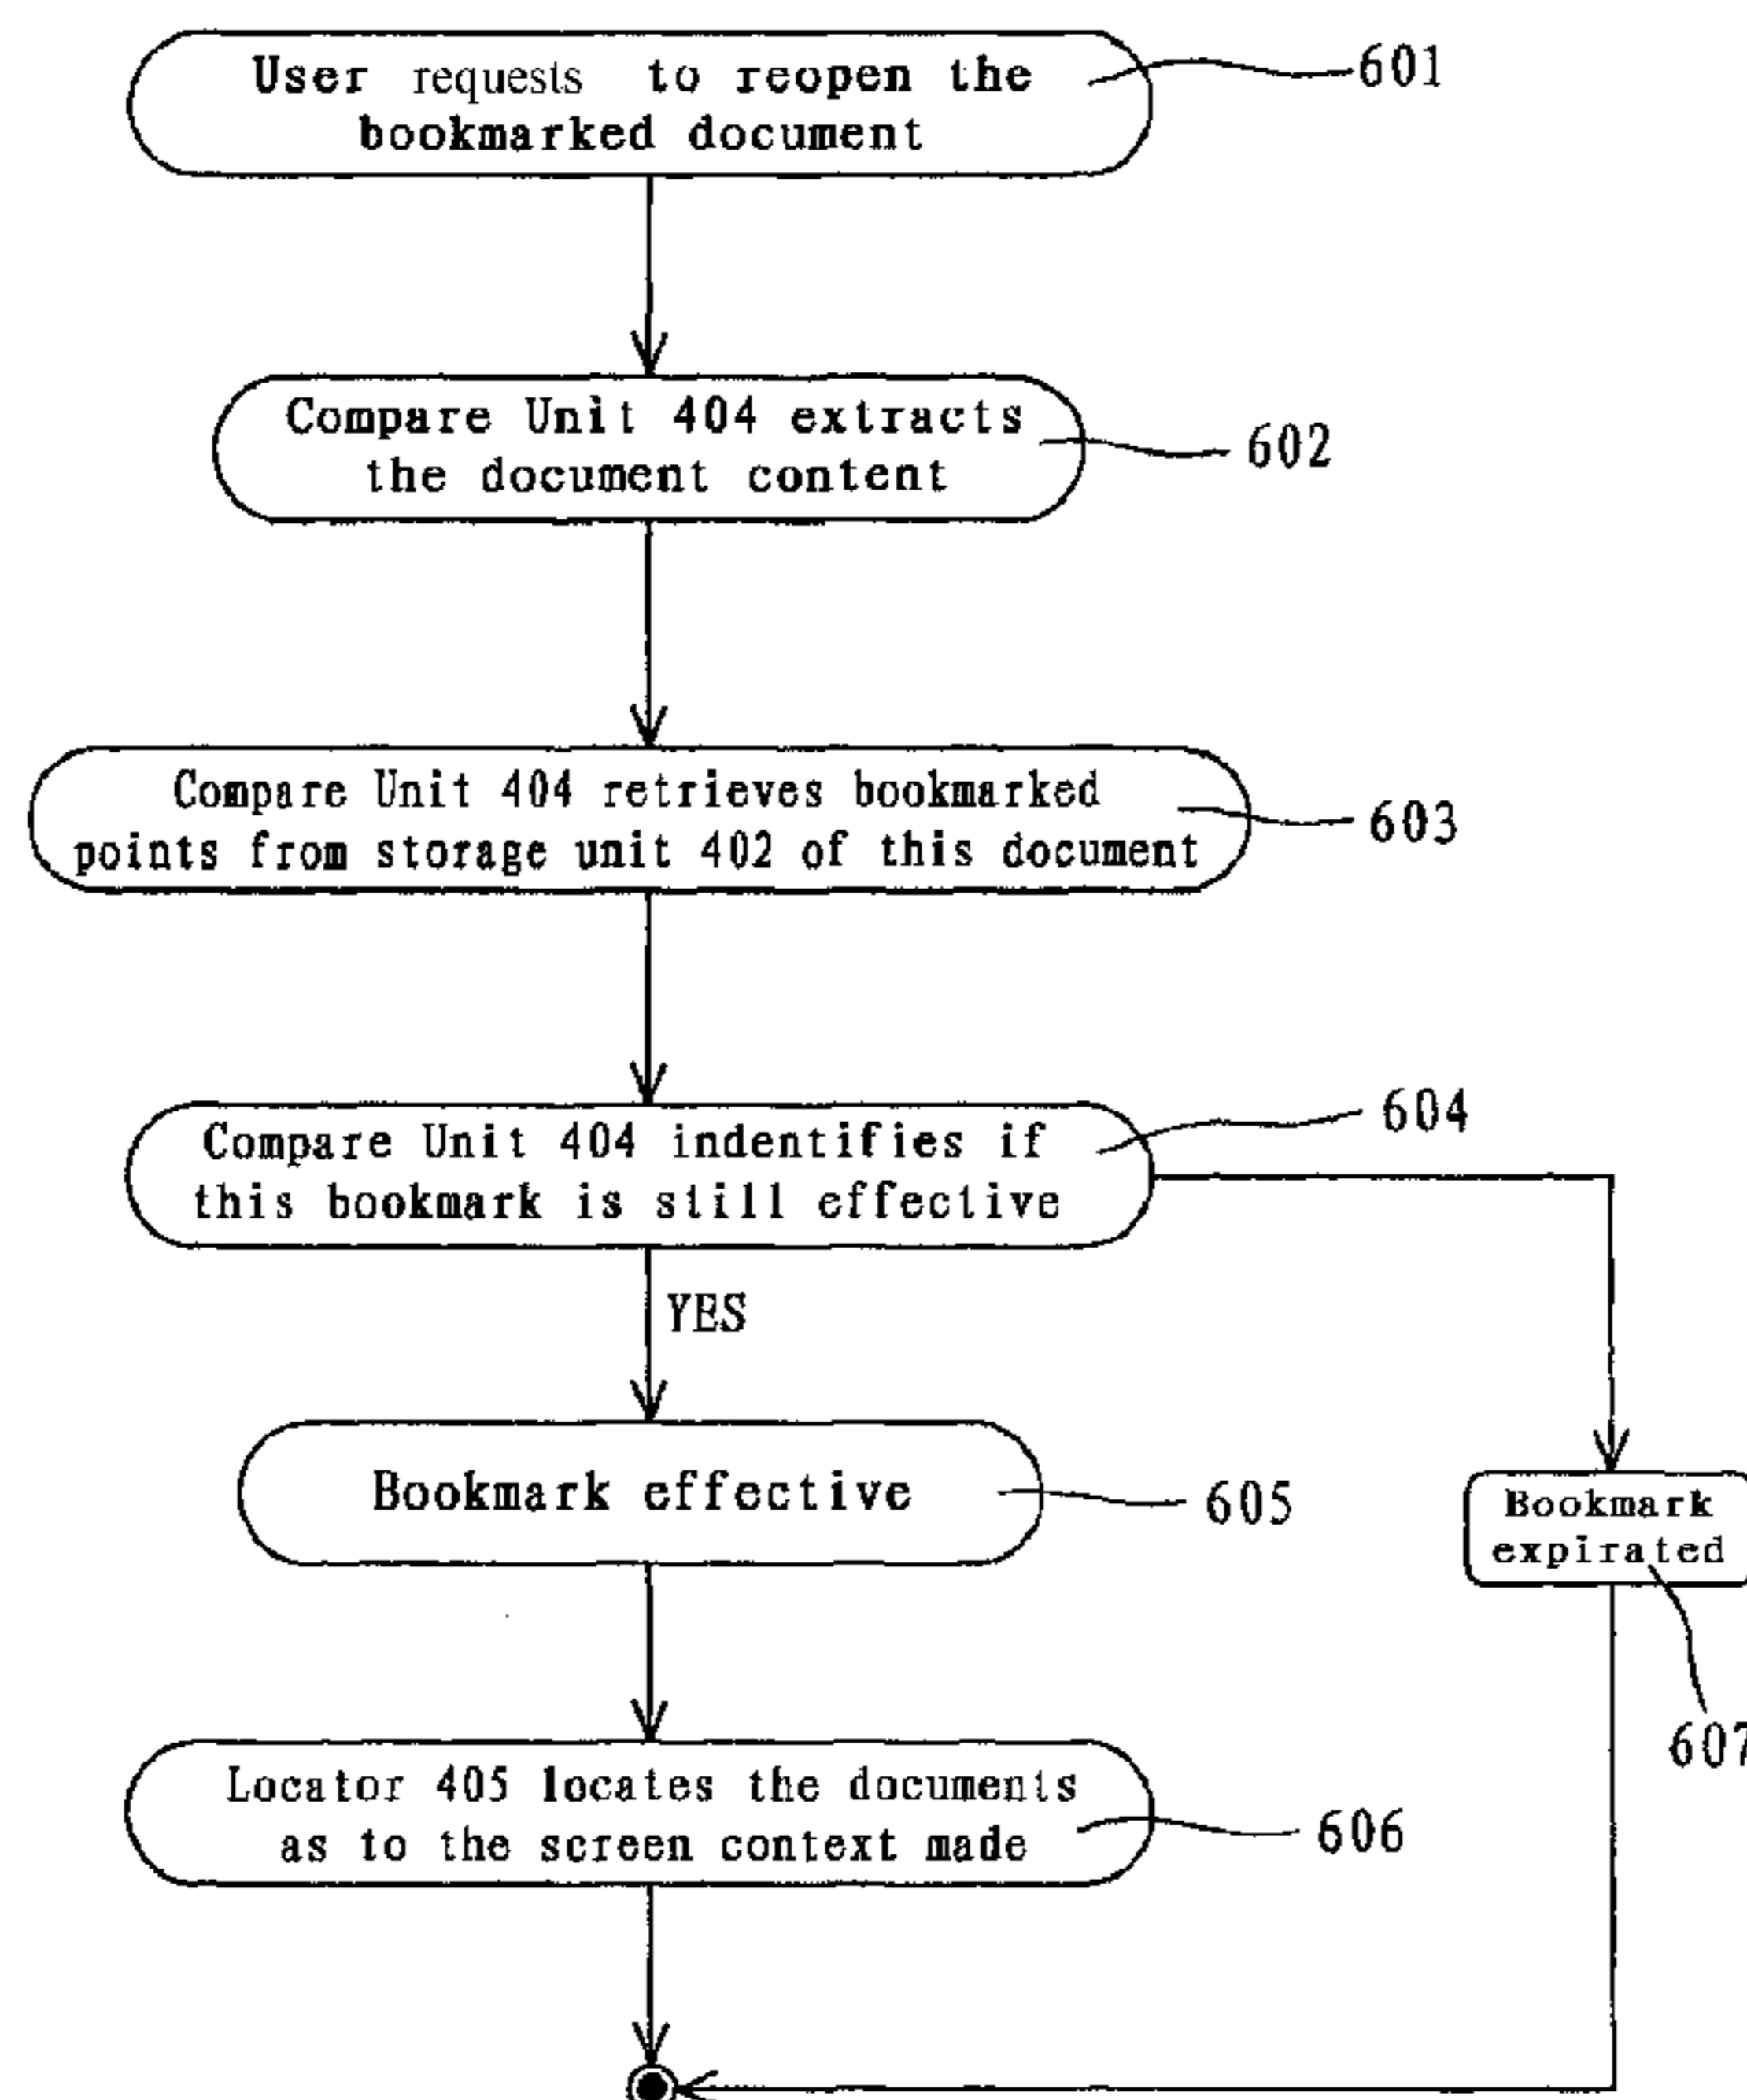 User requests to reopen the
bookmarked document
601
Compare Unit 404 extracts
the document content
602
Compare Unit 404 retrieves bookmarked
points from storage unit 402 of this document
603
Compare Unit 404 indentifies if
this bookmark is still effective
604
YES
Bookmark effective
605
Bookmark
expirated
607
Locator 405 locates the documents
as to the screen context made
606